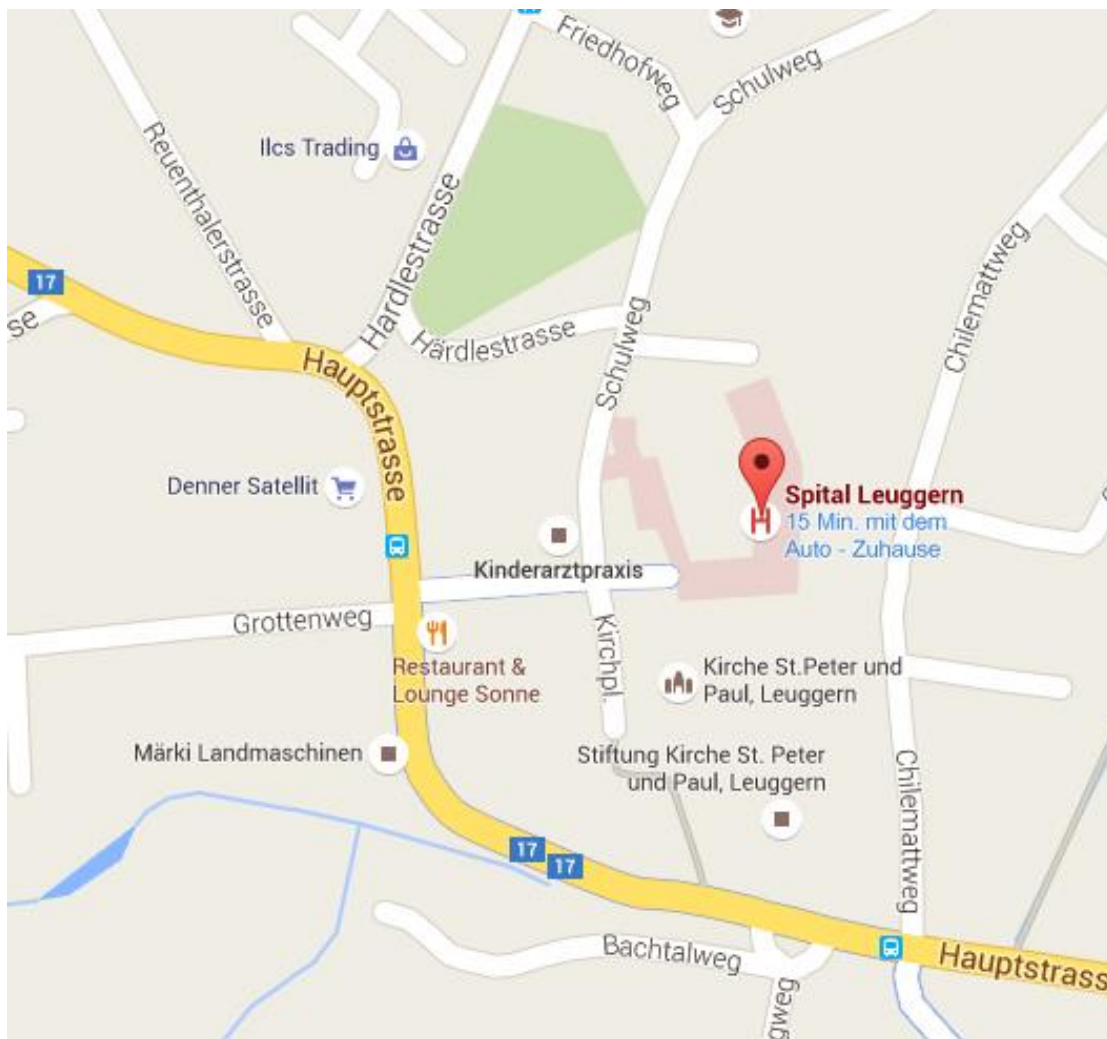 Friedhofweg
Schulweg
Ilcs Trading
Reuenthalerstrasse
Hardlestrasse
17
sse
Chilemattweg
Härdlestrasse
Schulweg
Hauptstrasse
Denner Satellit
Spital Leuggern
15 Min. mit dem
Auto - Zuhause
Kinderarztpraxis
Grottenweg
Kirchpl.
Restaurant &
Lounge Sonne
Kirche St.Peter und
Paul, Leuggern
Märki Landmaschinen
Stiftung Kirche St. Peter
und Paul, Leuggern
Chilemattweg
17
17
Bachtalweg
Hauptstrass
gweg